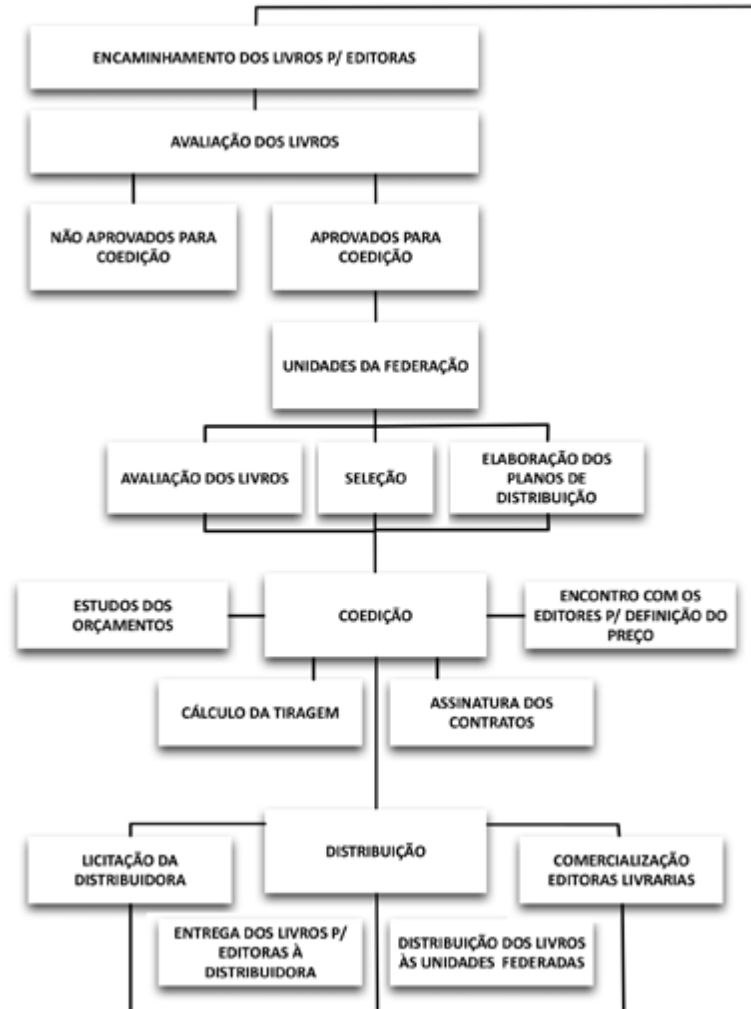 ENCAMINHAMENTO DOS LIVROS P/ EDITORAS
AVALIAÇÃO DOS LIVROS
NÃO APROVADOS PARA
COEDIÇÃO
APROVADOS PARA
COEDIÇÃO
UNIDADES DA FEDERAÇÃO
AVALIAÇÃO DOS LIVROS
SELEÇÃO
ELABORAÇÃO DOS
PLANOS DE
DISTRIBUIÇÃO
ESTUDOS DOS
ORÇAMENTOS
COEDIÇÃO
ENCONTRO COM OS
EDITORES P/ DEFINIÇÃO DO
PREÇO
CÁLCULO DA TIRAGEM
ASSINATURA DOS
CONTRATOS
LICITAÇÃO DA
DISTRIBUIDORA
DISTRIBUIÇÃO
COMERCIALIZAÇÃO
EDITORAS LIVRARIAS
ENTREGA DOS LIVROS P/
EDITORAS À
DISTRIBUIDORA
DISTRIBUIÇÃO DOS LIVROS
ÀS UNIDADES FEDERADAS